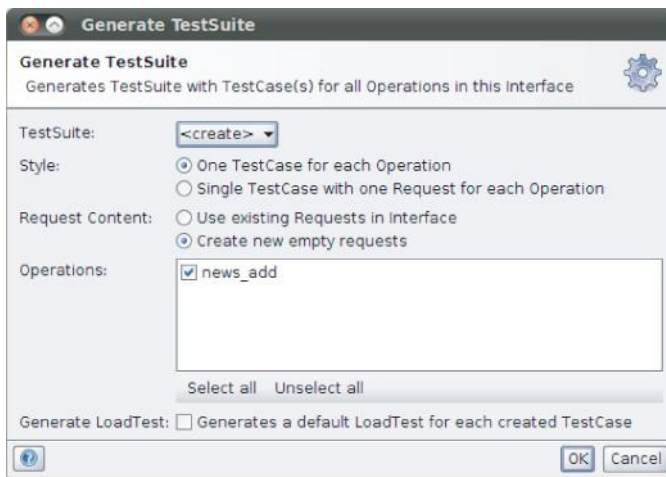 Generate TestSuite
Generate TestSuite
Generates TestSuite with TestCase(s) for all Operations in this Interface
TestSuite: <create>
Style: One TestCase for each Operation
Single TestCase with one Request for each Operation
Request Content: Use existing Requests in Interface
Create new empty requests
Operations: news_add
Select all Unselect all
Generate LoadTest: Generates a default LoadTest for each created TestCase
? OK Cancel